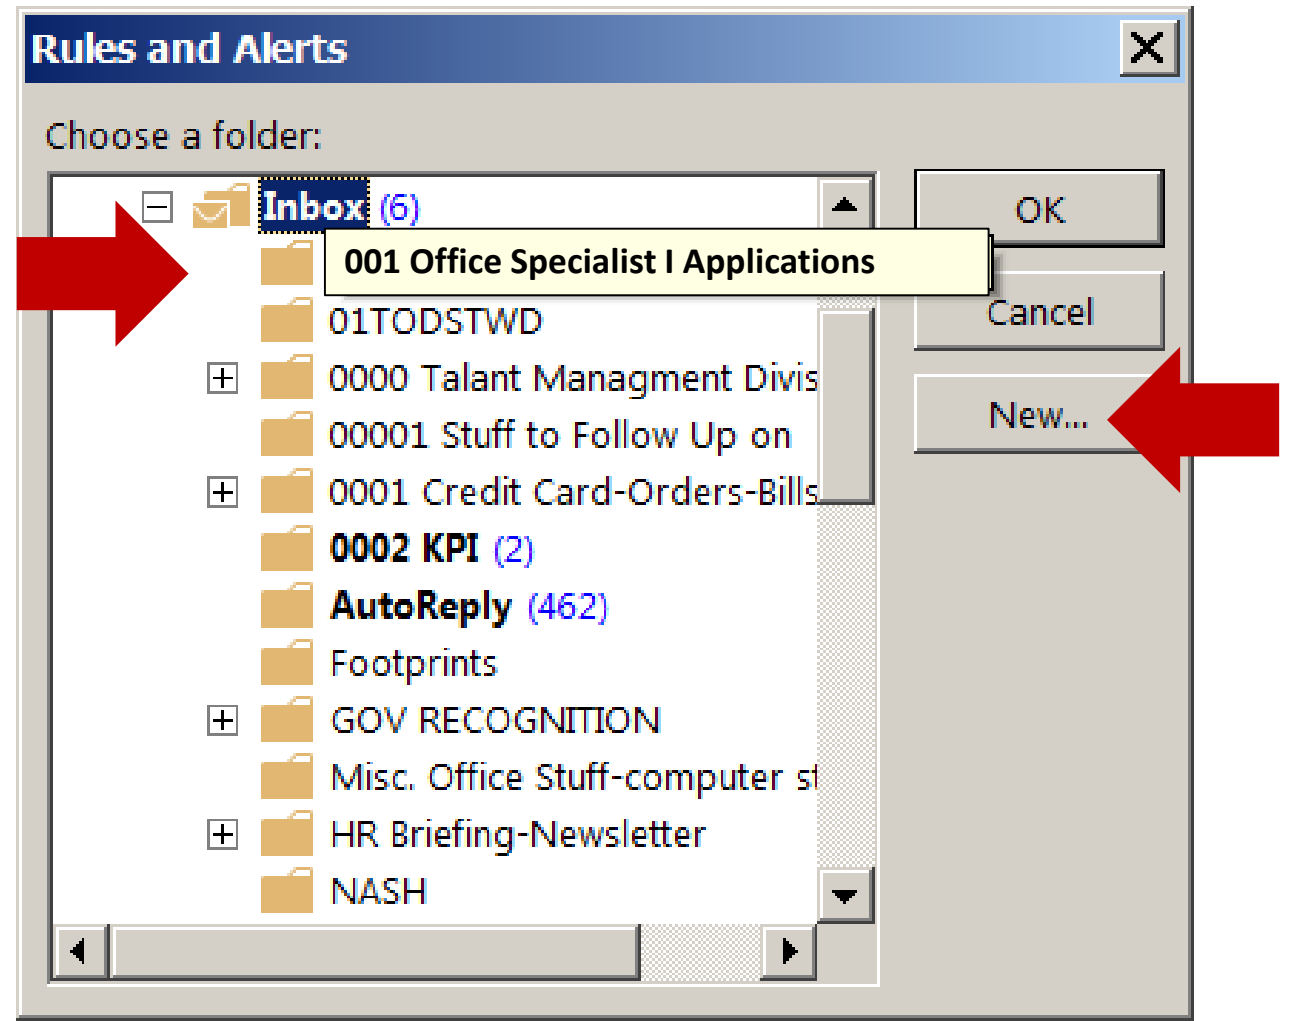 Rules and Alerts
Choose a folder:
Inbox (6)
OK
001 Office Specialist I Applications
01TODSTWD
Cancel
0000 Talant Managment Divis
New...
00001 Stuff to Follow Up on
0001 Credit Card-Orders-Bills
0002 KPI (2)
AutoReply (462)
Footprints
GOV RECOGNITION
Misc. Office Stuff-computer st
HR Briefing-Newsletter
NASH